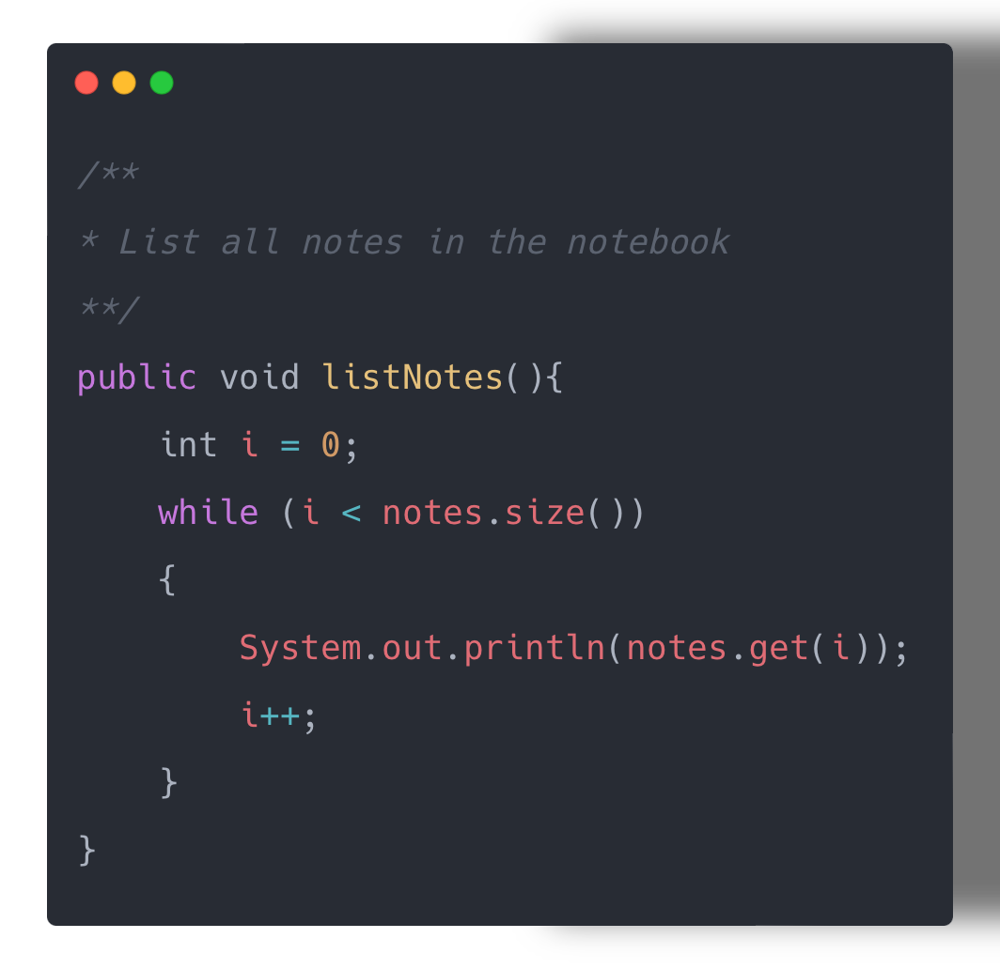 /**
* List all notes in the notebook
**/
public void listNotes(){
    int i = 0;
    while (i < notes.size())
    {
        System.out.println(notes.get(i));
        i++;
    }
}